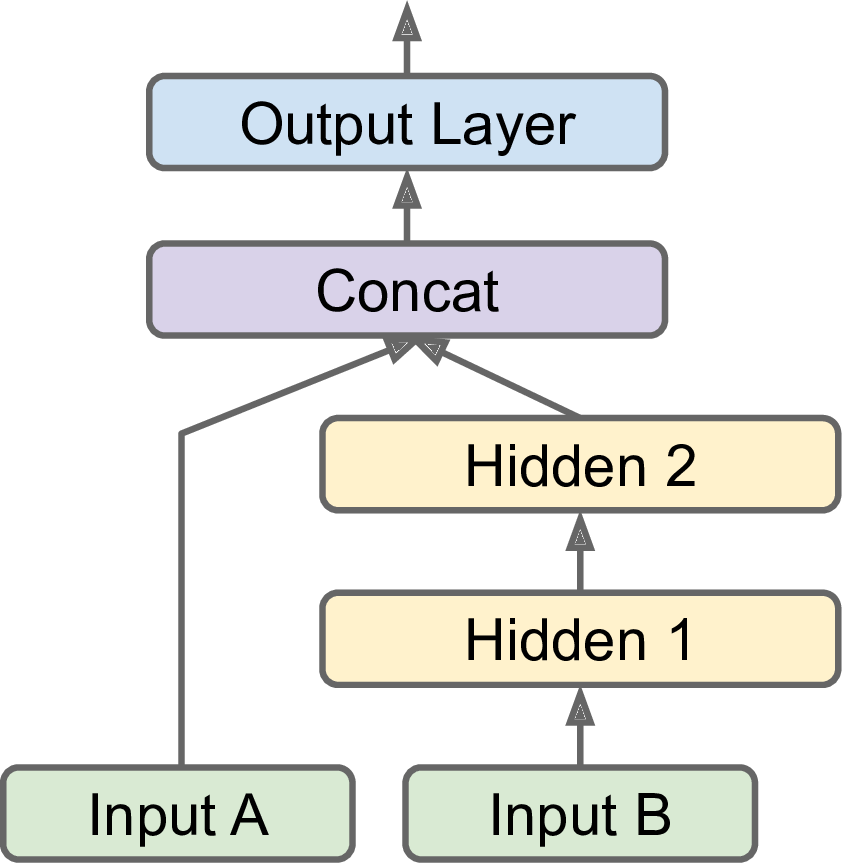 Output Layer
Concat
Hidden 2
Hidden 1
Input A
Input B